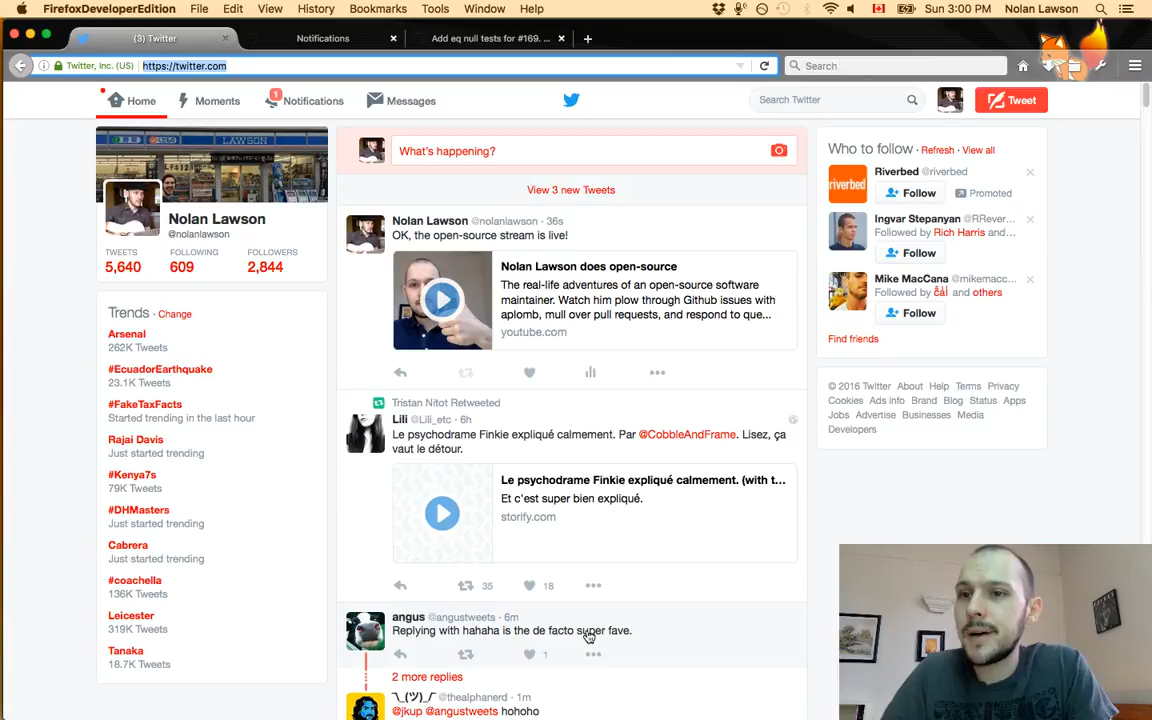 FirefoxDeveloperEdition File Edit View History Bookmarks Tools Window Help Sun 3:00 PM Nolan Lawson
(3) Twitter Notifications Add eq null tests for #169. ...
Twitter, Inc. (US) https://twitter.com Search
Home Moments 1 Notifications Messages Search Twitter Tweet
LAWSON
Nolan Lawson
@nolanlawson
TWEETS FOLLOWING FOLLOWERS
5,640 609 2,844
Trends · Change
Arsenal
262K Tweets
#EcuadorEarthquake
23.1K Tweets
#FakeTaxFacts
Started trending in the last hour
Rajai Davis
Just started trending
#Kenya7s
79K Tweets
#DHMasters
Just started trending
Cabrera
Just started trending
#coachella
136K Tweets
Leicester
319K Tweets
Tanaka
18.7K Tweets
What's happening?
View 3 new Tweets
Nolan Lawson @nolanlawson · 36s
OK, the open-source stream is live!
Nolan Lawson does open-source
The real-life adventures of an open-source software
maintainer. Watch him plow through Github issues with
aplomb, mull over pull requests, and respond to que...
youtube.com
Tristan Nitot Retweeted
Lili @Lili_etc · 6h
Le psychodrame Finkie expliqué calmement. Par @CobbleAndFrame. Lisez, ça
vaut le détour.
Le psychodrame Finkie expliqué calmement. (with t...
Et c'est super bien expliqué.
storify.com
35 18
angus @angustweets · 6m
Replying with hahaha is the de facto super fave.
1
2 more replies
¯\_(ツ)_/¯ @thealphanerd · 1m
@jkup @angustweets hohoho
Who to follow · Refresh · View all
riverbed
Riverbed @riverbed
Follow Promoted
Ingvar Stepanyan @RRever...
Followed by Rich Harris and...
Follow
Mike MacCana @mikemacc...
Followed by and others
Follow
Find friends
© 2016 Twitter About Help Terms Privacy
Cookies Ads info Brand Blog Status Apps
Jobs Advertise Businesses Media
Developers